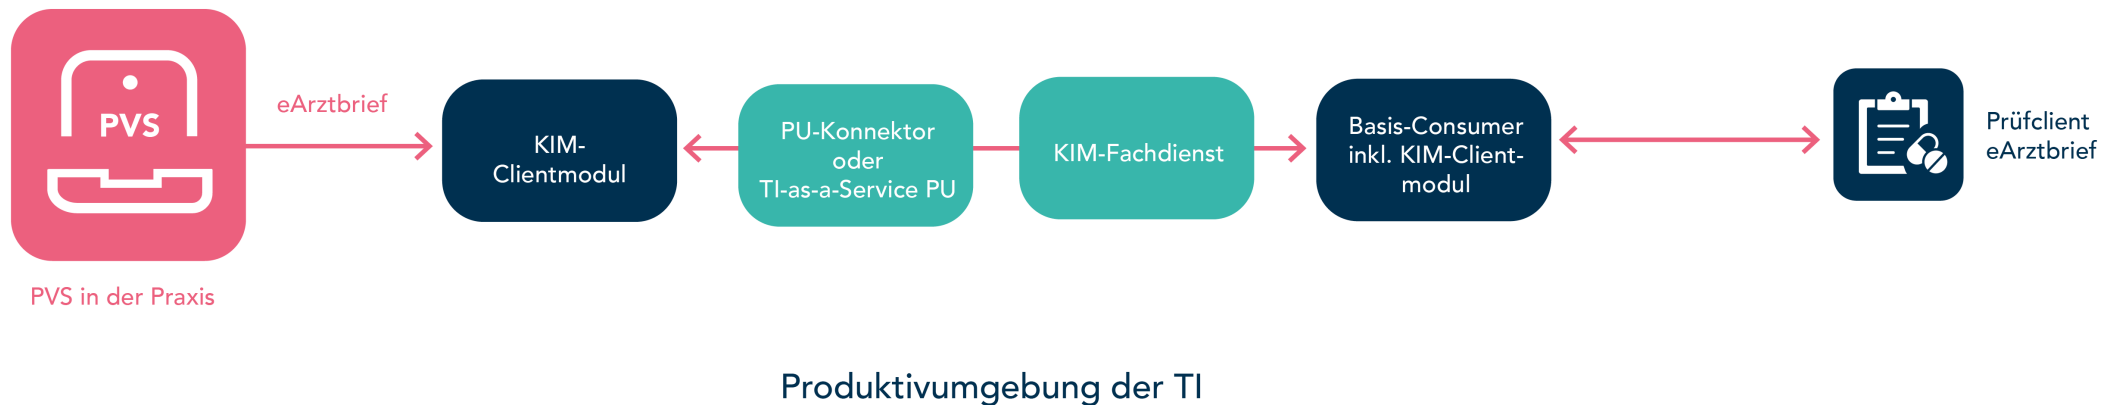 PVS
PVS in der Praxis
eArztbrief
KIM-
Clientmodul
PU-Konnektor
oder
TI-as-a-Service PU
KIM-Fachdienst
Basis-Consumer
inkl. KIM-Client-
modul
Prüfclient
eArztbrief
Produktivumgebung der TI